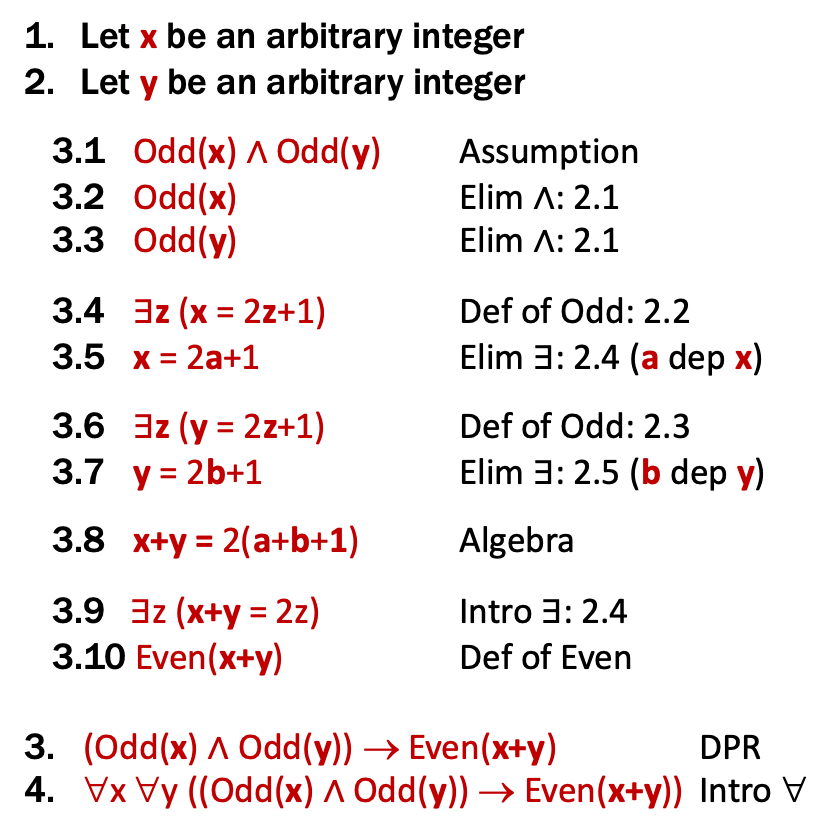 1. Let x be an arbitrary integer
2. Let y be an arbitrary integer
3.1 Odd(x) ∧ Odd(y) Assumption
3.2 Odd(x) Elim ∧: 2.1
3.3 Odd(y) Elim ∧: 2.1
3.4 ∃z (x = 2z+1) Def of Odd: 2.2
3.5 x = 2a+1 Elim ∃: 2.4 (a dep x)
3.6 ∃z (y = 2z+1) Def of Odd: 2.3
3.7 y = 2b+1 Elim ∃: 2.5 (b dep y)
3.8 x+y = 2(a+b+1) Algebra
3.9 ∃z (x+y = 2z) Intro ∃: 2.4
3.10 Even(x+y) Def of Even
3. (Odd(x) ∧ Odd(y)) → Even(x+y) DPR
4. ∀x ∀y ((Odd(x) ∧ Odd(y)) → Even(x+y)) Intro ∀